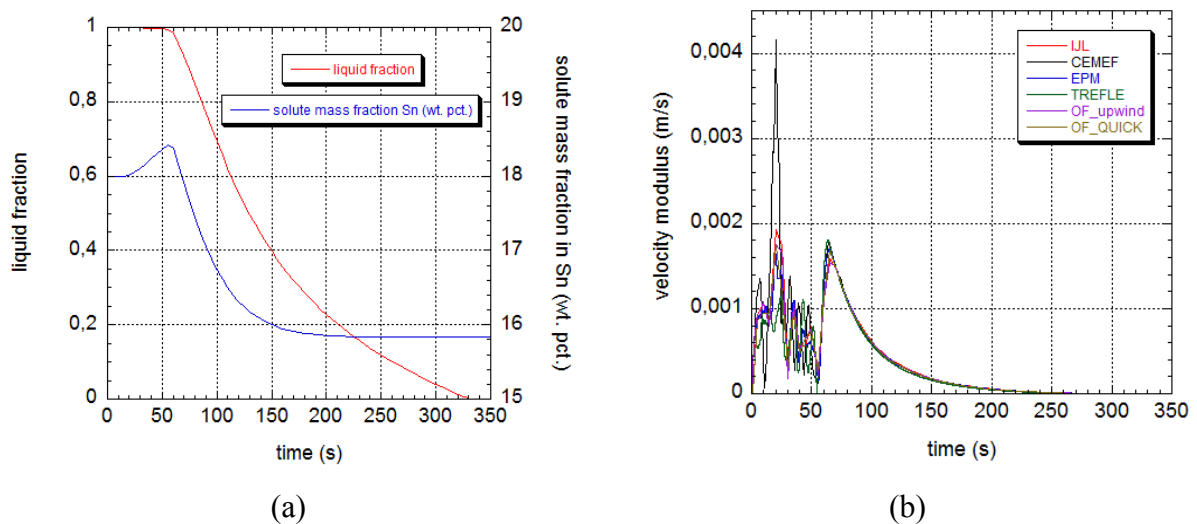 liquid fraction
1
0,8
0,6
0,4
0,2
0
liquid fraction
solute mass fraction Sn (wt. pct.)
20
19
18
17
16
15
solute mass fraction in Sn (wt. pct.)
0 50 100 150 200 250 300 350
time (s)
(a)
velocity modulus (m/s)
0,004
0,003
0,002
0,001
0
IJL
CEMEF
EPM
TREFLE
OF_upwind
OF_QUICK
0 50 100 150 200 250 300 350
time (s)
(b)